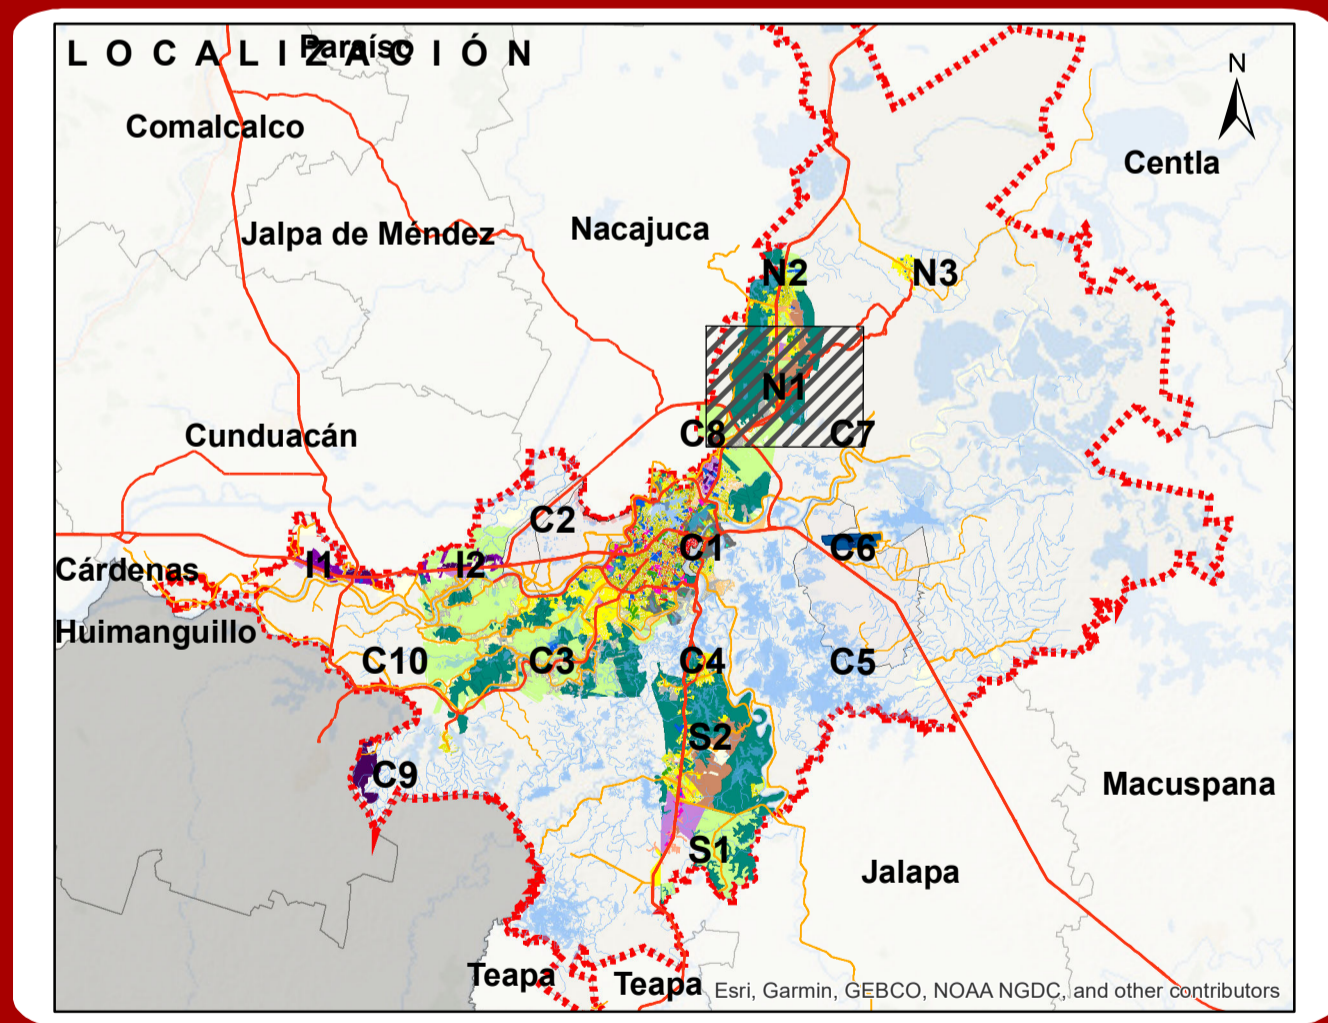 LOCALIZACIÓN
Paraíso
N
Comalcalco
Centla
Jalpa de Méndez
Nacajuca
N2
N3
N1
Cunduacán
C8
C7
C2
C1
C6
Cárdenas
I1
I2
Huimanguillo
C10
C3
C4
C5
S2
C9
Macuspana
S1
Jalapa
Teapa
Teapa
Esri, Garmin, GEBCO, NOAA NGDC, and other contributors